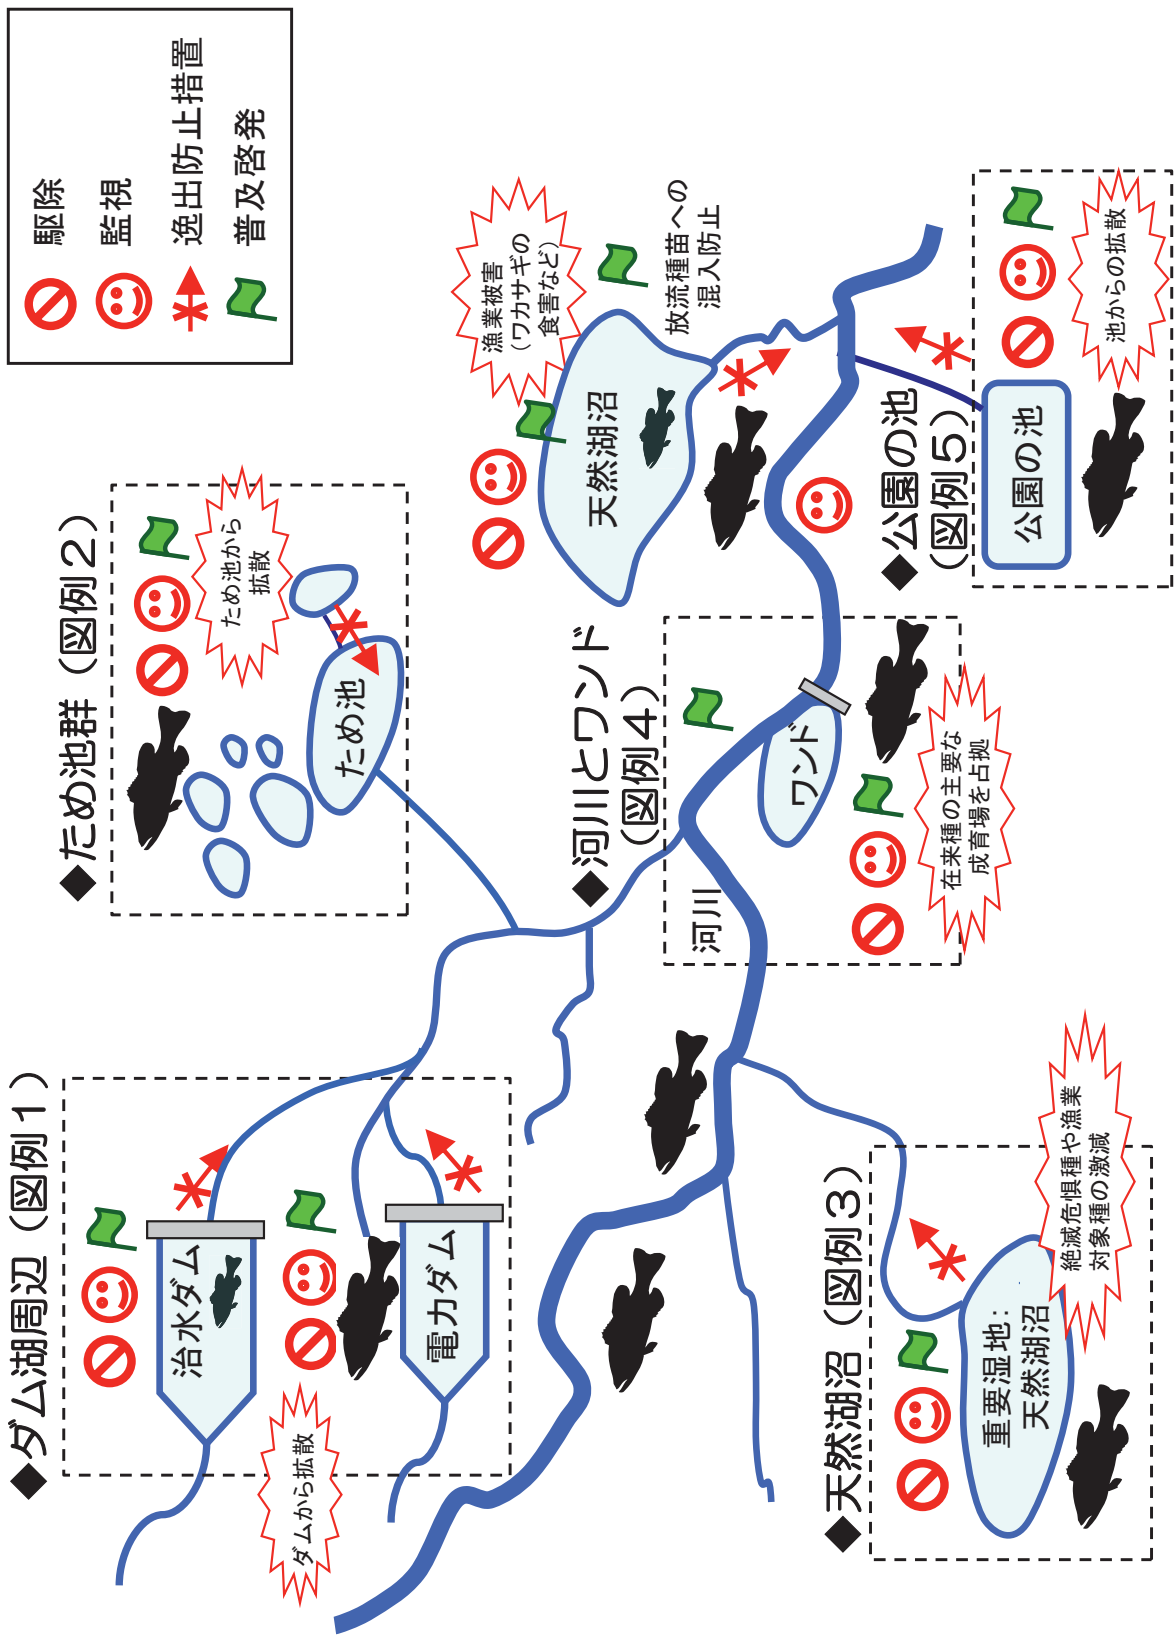 駆除
監視
逸出防止措置
普及啓発
◆ダム湖周辺（図例１）
治水ダム
電力ダム
ダムから拡散
◆ため池群（図例２）
ため池から
拡散
ため池
漁業被害
（ワカサギの
食害など）
天然湖沼
放流種苗への
混入防止
◆河川とワンド
（図例４）
河川
ワンド
在来種の主要な
成育場を占拠
◆天然湖沼（図例３）
重要湿地：
天然湖沼
絶滅危惧種や漁業
対象種の激減
◆公園の池
（図例５）
公園の池
池からの拡散